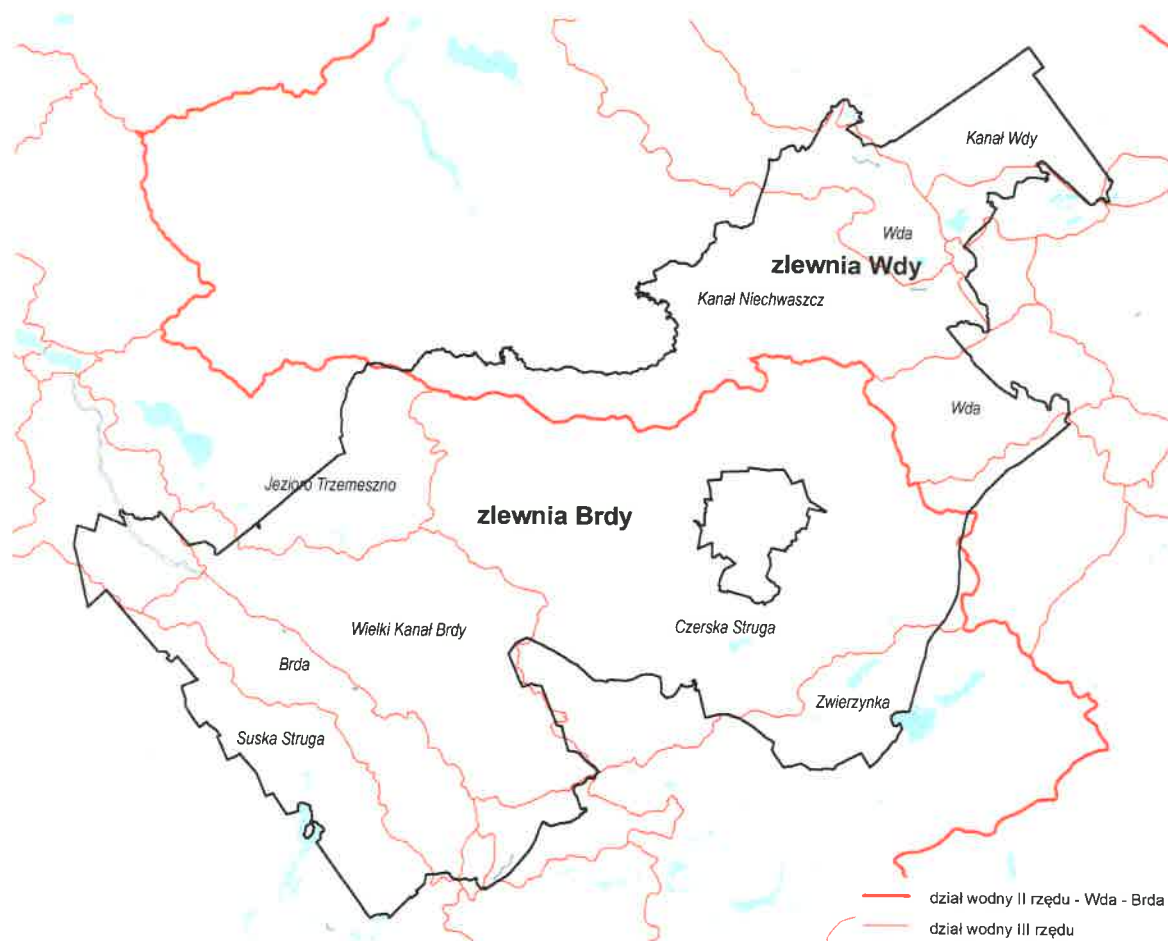 Kanał Wdy
Wda
zlewnia Wdy
Kanał Niechwaszcz
Wda
Jezioro Trzemeszno
zlewnia Brdy
Wielki Kanał Brdy
Czerska Struga
Brda
Zwierzynka
Suska Struga
dział wodny II rzędu - Wda - Brda
dział wodny III rzędu